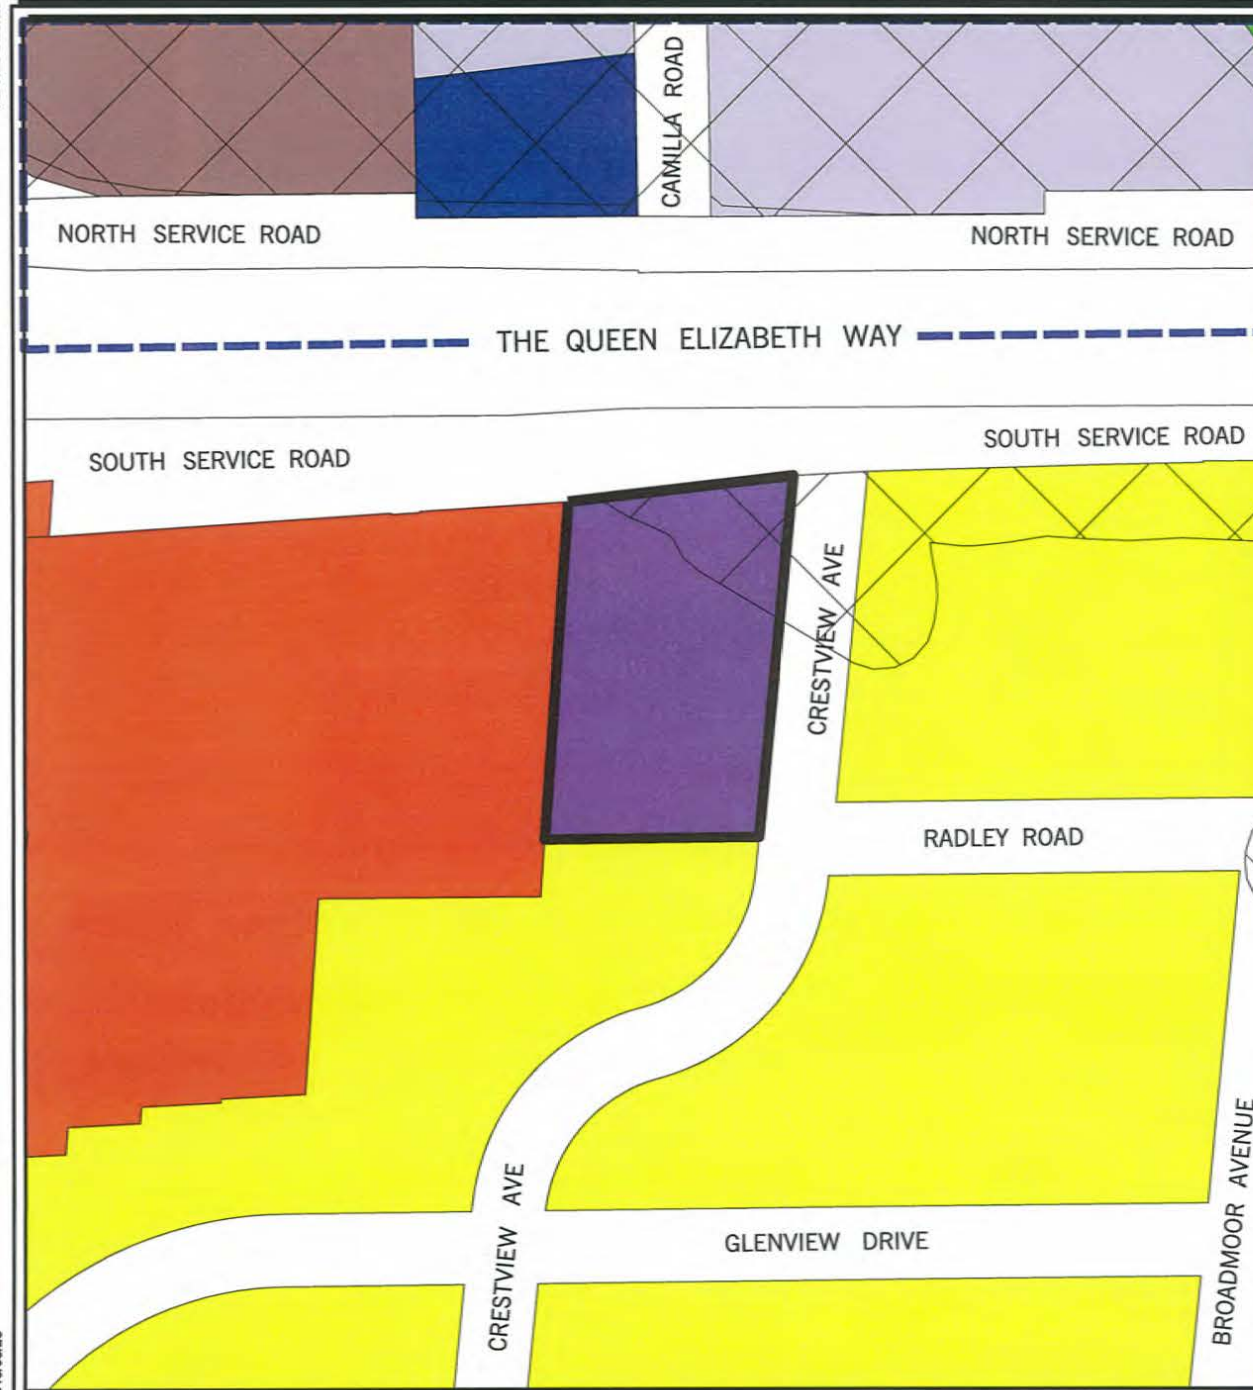 CAMILLA ROAD
NORTH SERVICE ROAD
NORTH SERVICE ROAD
THE QUEEN ELIZABETH WAY
SOUTH SERVICE ROAD
SOUTH SERVICE ROAD
CRESTVIEW AVE
RADLEY ROAD
CRESTVIEW AVE
GLENVIEW DRIVE
BROADMOOR AVENUE